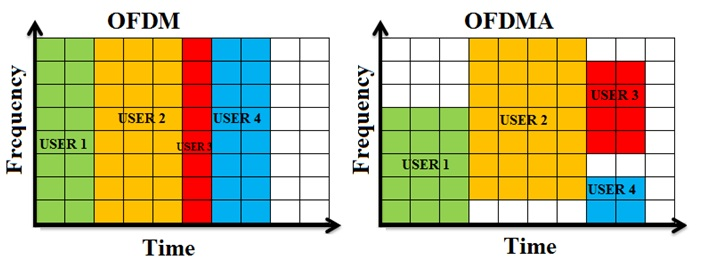 OFDM
Frequency
USER 1
USER 2
USER 3
USER 4
Time
OFDMA
Frequency
USER 1
USER 2
USER 3
USER 4
Time